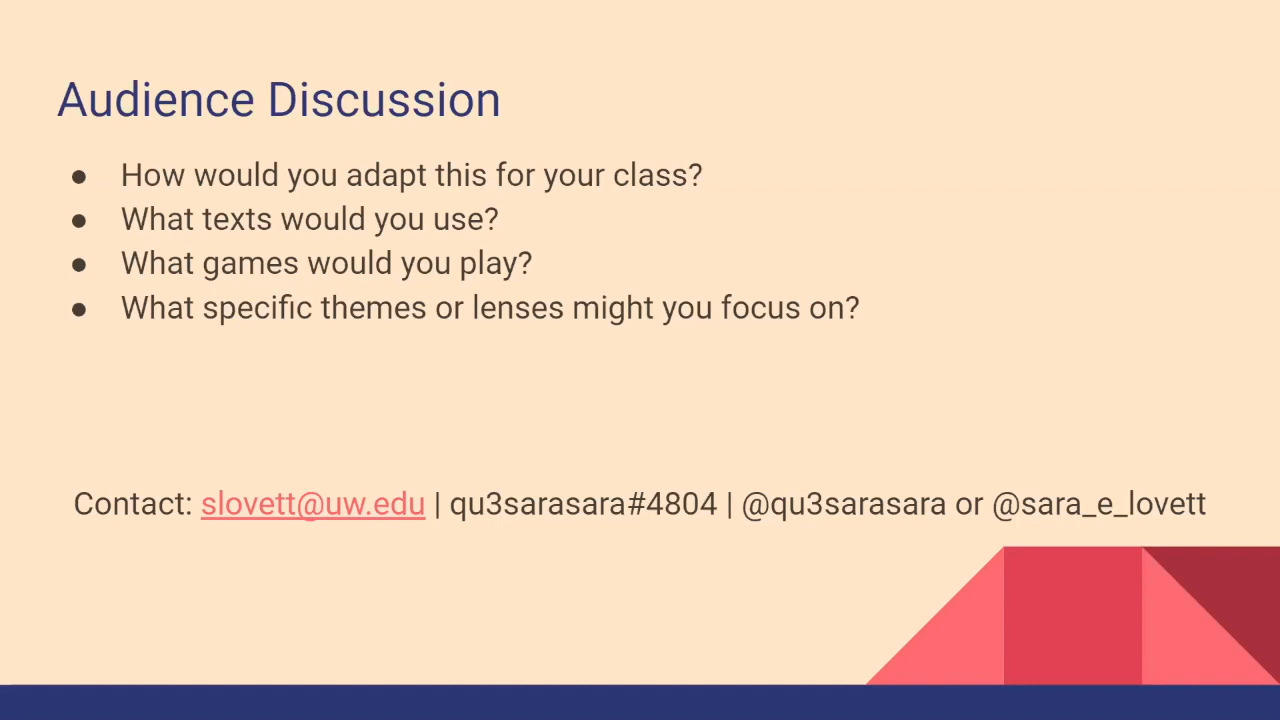 Audience Discussion
● How would you adapt this for your class?
● What texts would you use?
● What games would you play?
● What specific themes or lenses might you focus on?
Contact: slovett@uw.edu | qu3sarasara#4804 | @qu3sarasara or @sara_e_lovett